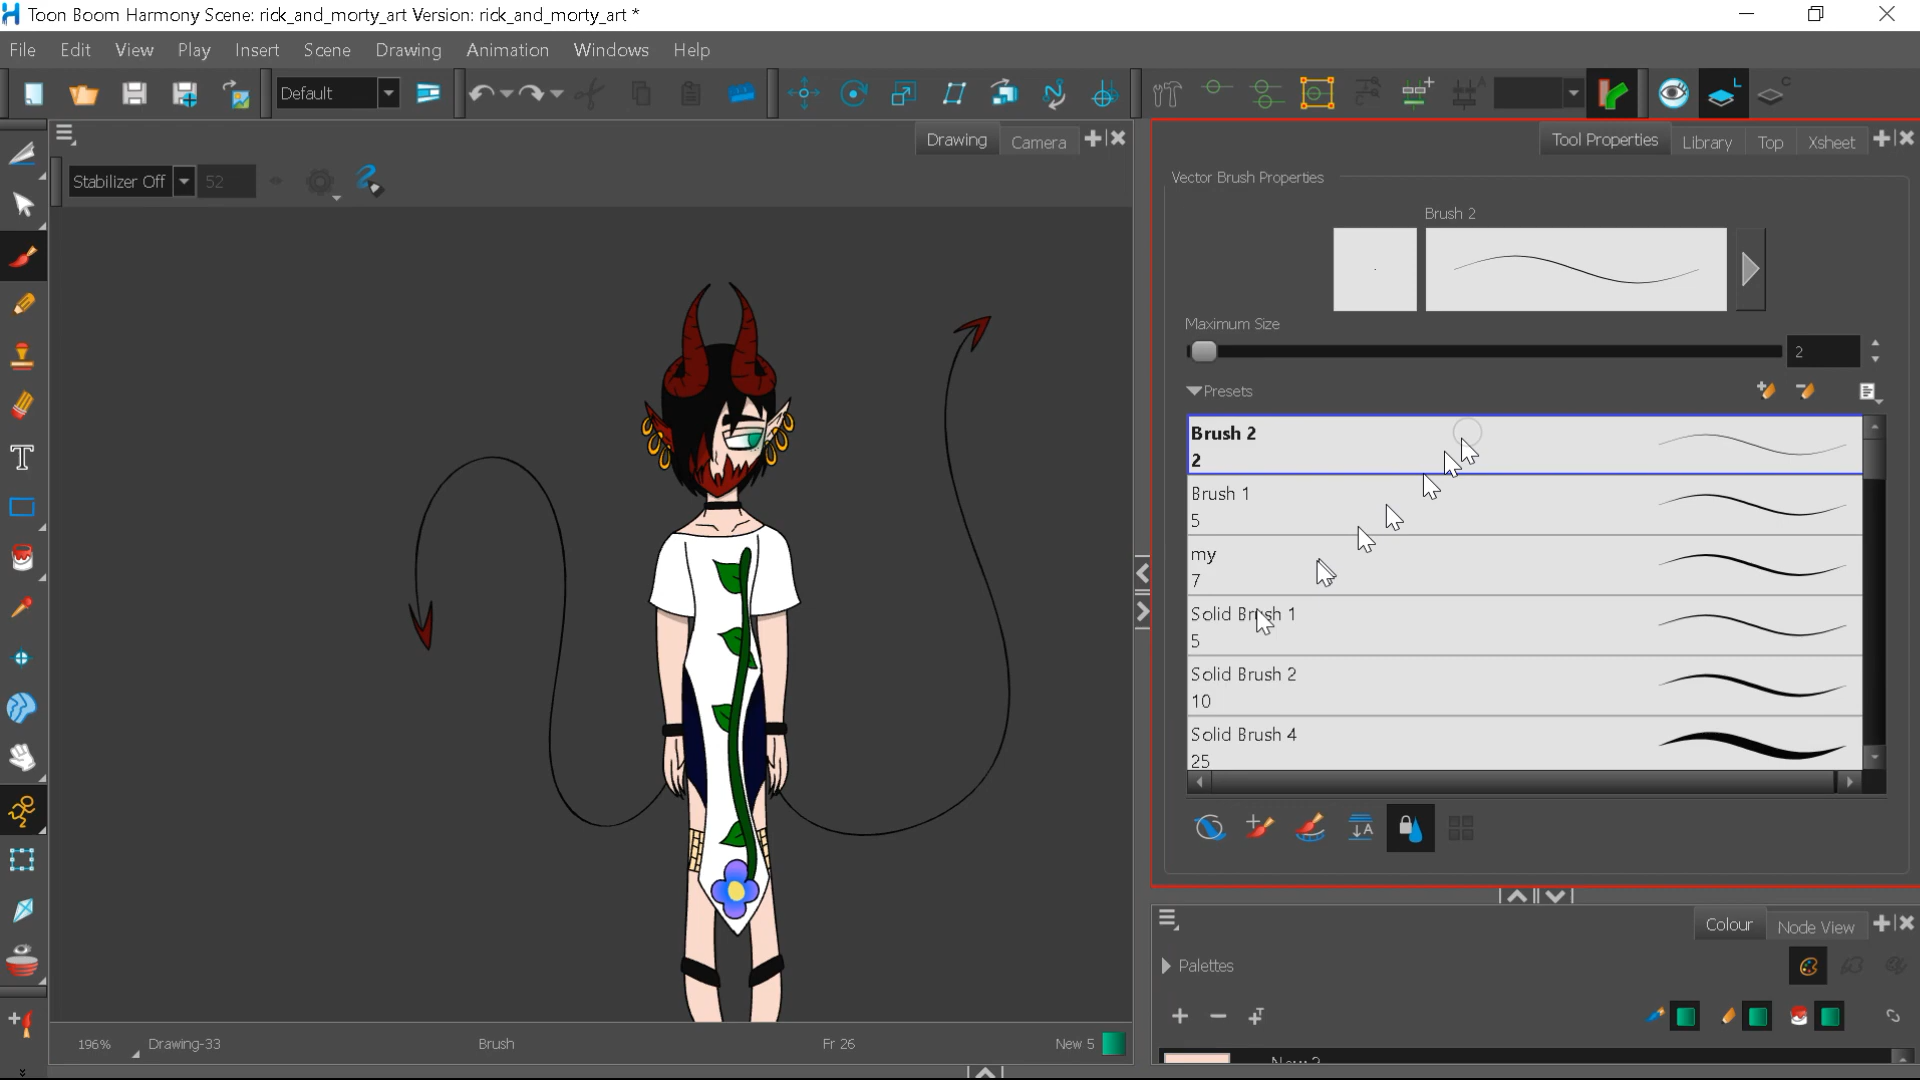 Toon Boom Harmony Scene: rick_and_morty_art Version: rick_and_morty_art *
File Edit View Play Insert Scene Drawing Animation Windows Help
Default
L
C
Drawing Camera
Tool Properties Library Top Xsheet
Stabilizer Off 52
Vector Brush Properties
Brush 2
Maximum Size
2
Presets
Brush 2
2
Brush 1
5
my
7
Solid Brush 1
5
Solid Brush 2
10
Solid Brush 4
25
T
A
Colour Node View
Palettes
196% Drawing-33 Brush Fr 26 New 5